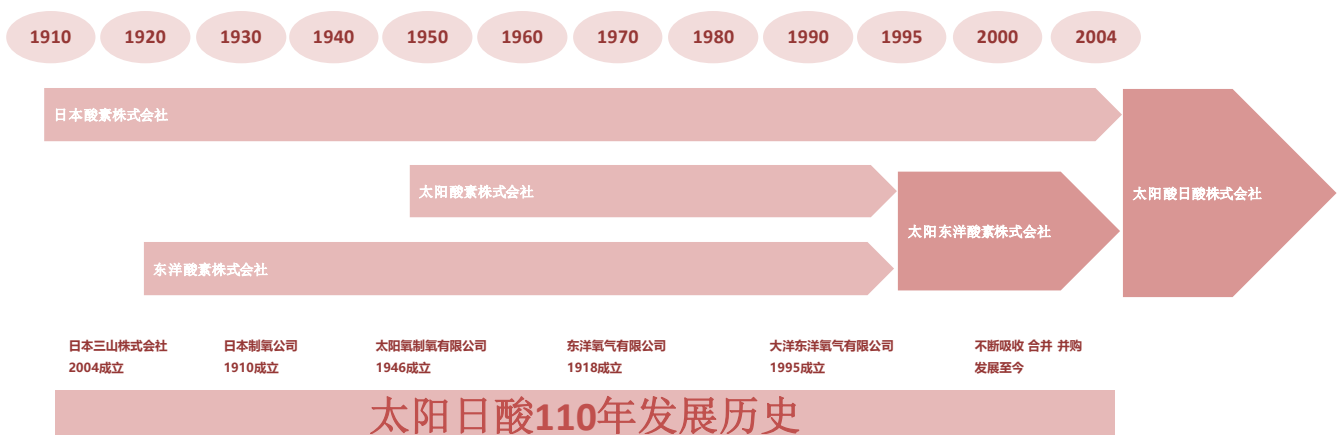 1910 1920 1930 1940 1950 1960 1970 1980 1990 1995 2000 2004
日本酸素株式会社
太阳酸素株式会社
东洋酸素株式会社
太阳东洋酸素株式会社
太阳酸日酸株式会社
日本三山株式会社
2004成立
日本制氧公司
1910成立
太阳氧制氧有限公司
1946成立
东洋氧气有限公司
1918成立
大洋东洋氧气有限公司
1995成立
不断吸收 合并 并购
发展至今
太阳日酸110年发展历史